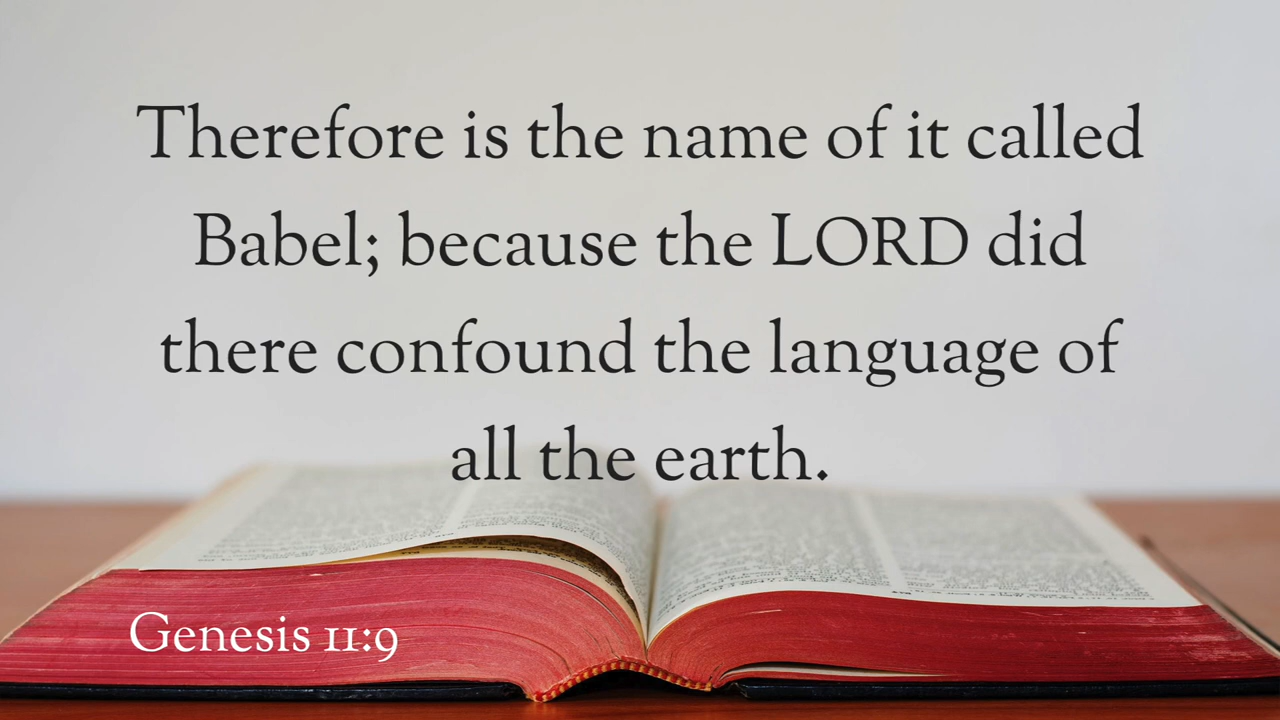 Therefore is the name of it called
Babel; because the LORD did
there confound the language of
all the earth.
Genesis 11:9